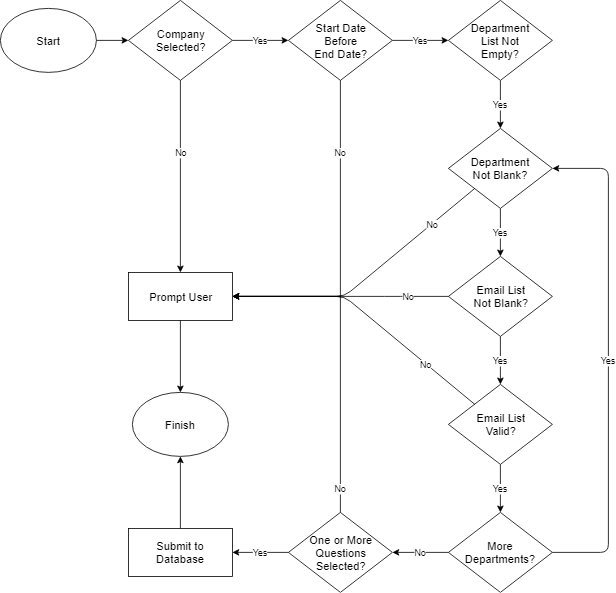 Start
Company
Selected?
Yes
Start Date
Before
End Date?
Yes
Department
List Not
Empty?
Yes
No
No
Department
Not Blank?
No
Yes
Prompt User
No
Email List
Not Blank?
Yes
No
Yes
Finish
Email List
Valid?
Yes
No
Submit to
Database
Yes
One or More
Questions
Selected?
No
More
Departments?